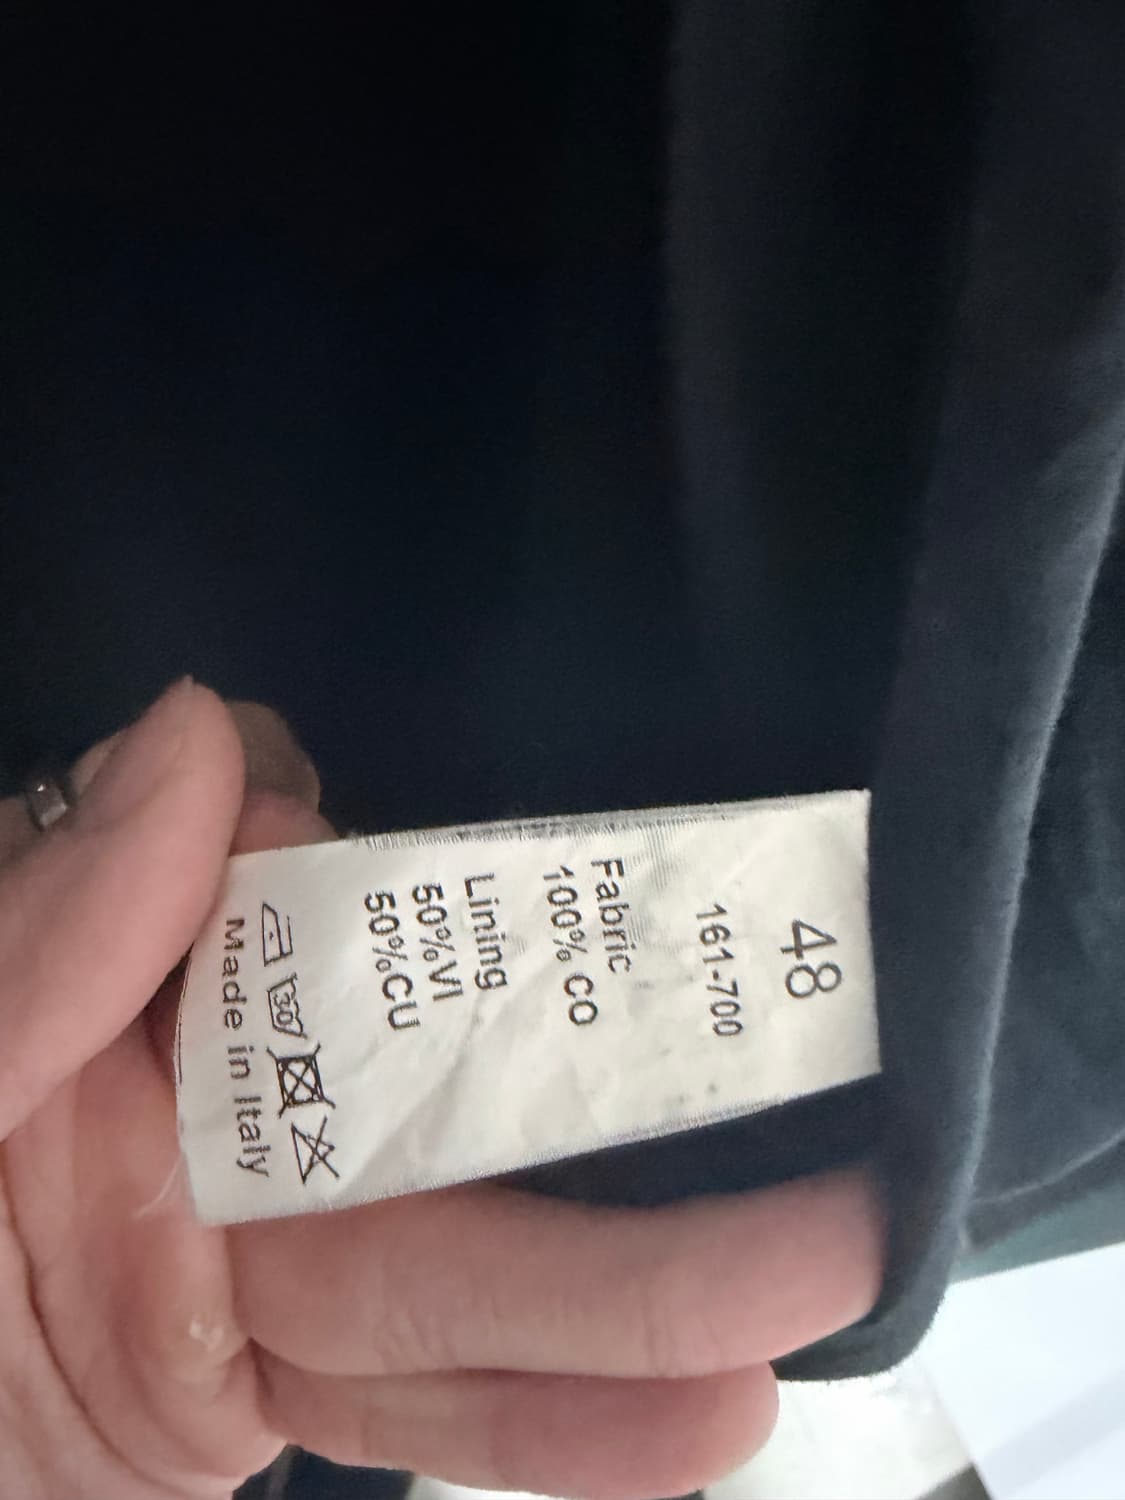 48
161-700
Fabric
100% CO
Lining
50%VI
50%CU
30
Made in Italy